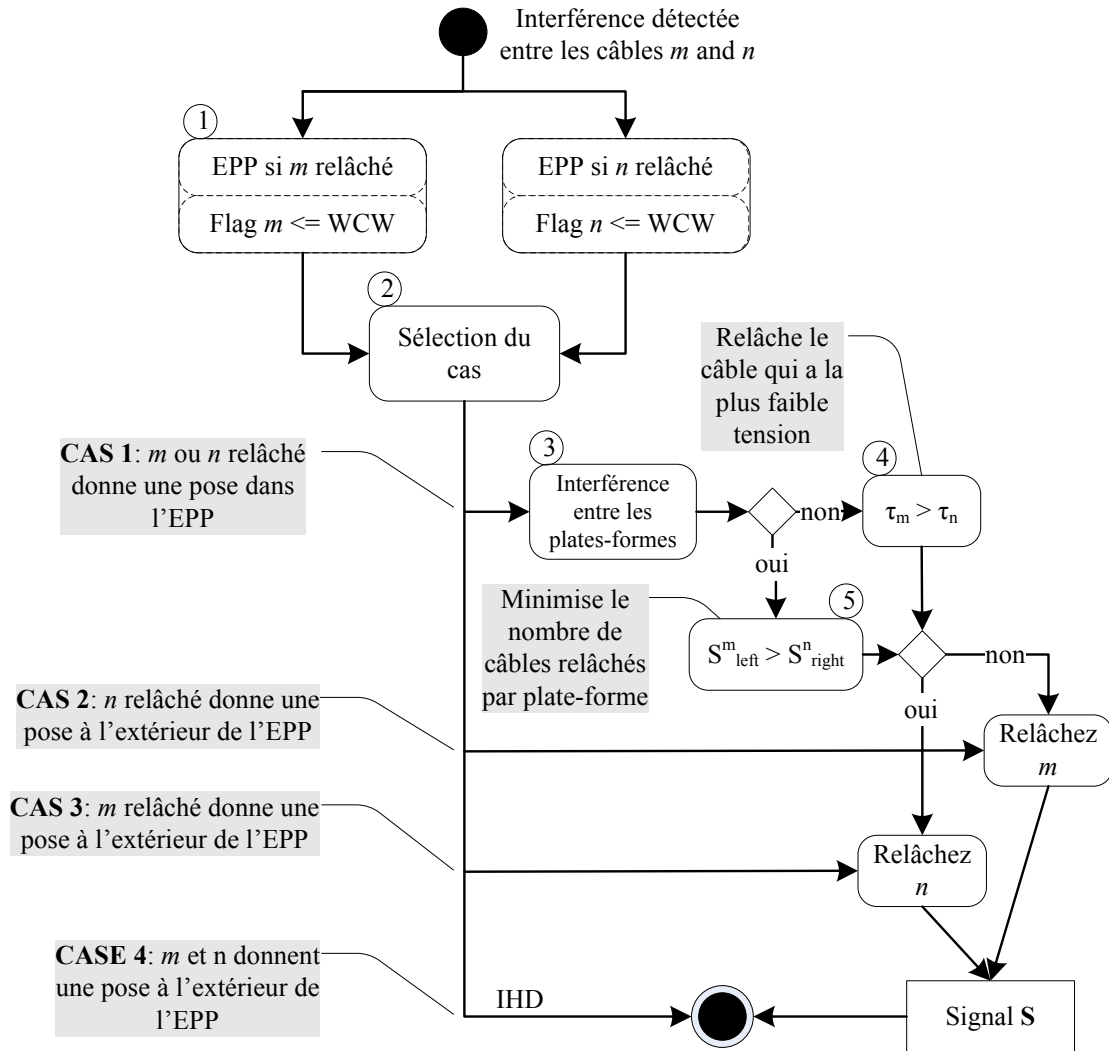 Interférence détectée
entre les câbles m and n
1
EPP si m relâché
Flag m <= WCW
EPP si n relâché
Flag n <= WCW
2
Sélection du
cas
Relâche le
câble qui a la
plus faible
tension
CAS 1: m ou n relâché
donne une pose dans
l’EPP
3
Interférence
entre les
plates-formes
non
oui
4
τm > τn
Minimise le
nombre de
câbles relâchés
par plate-forme
5
S^m_left > S^n_right
non
oui
CAS 2: n relâché donne une
pose à l’extérieur de l’EPP
Relâchez
m
CAS 3: m relâché donne une
pose à l’extérieur de l’EPP
Relâchez
n
CASE 4: m et n donnent
une pose à l’extérieur de
l’EPP
IHD
Signal S